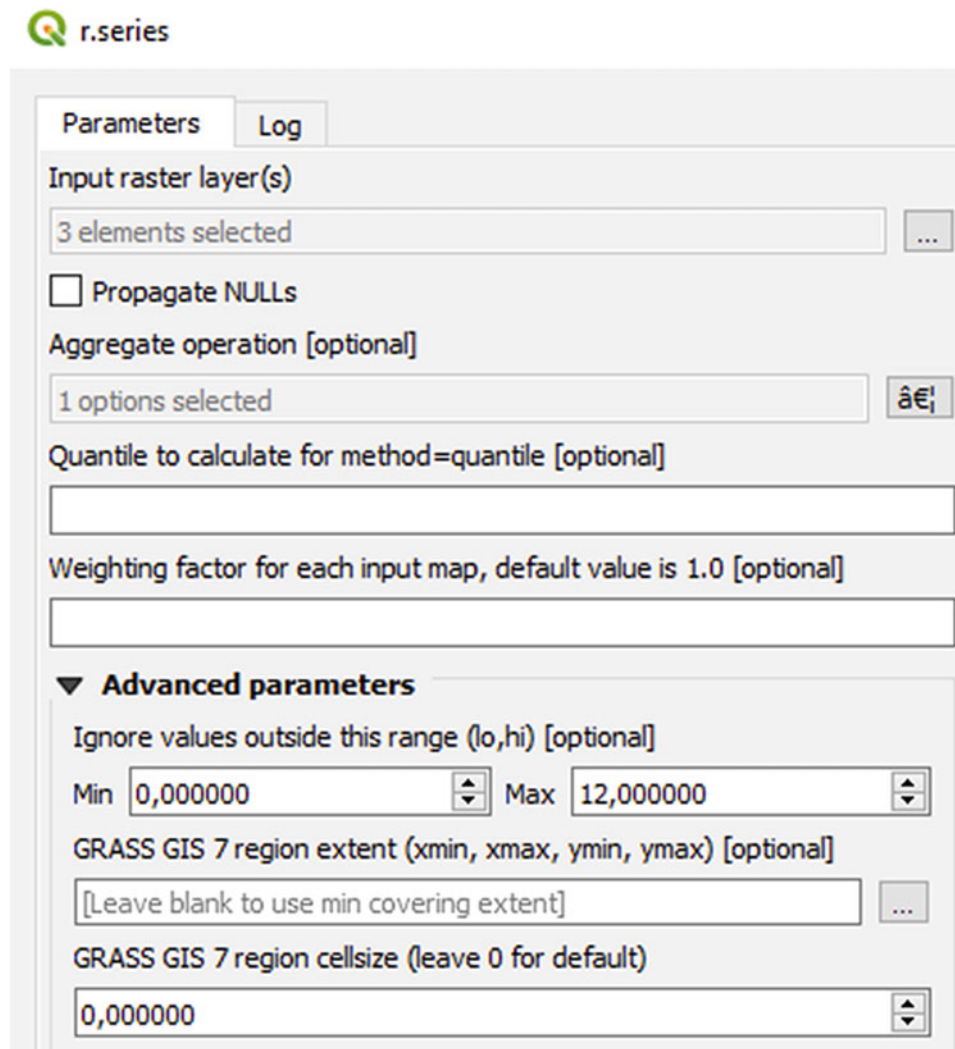 r.series
Parameters Log
Input raster layer(s)
3 elements selected ...
Propagate NULLs
Aggregate operation [optional]
1 options selected â€¦
Quantile to calculate for method=quantile [optional]
Weighting factor for each input map, default value is 1.0 [optional]
Advanced parameters
Ignore values outside this range (lo,hi) [optional]
Min 0,000000 Max 12,000000
GRASS GIS 7 region extent (xmin, xmax, ymin, ymax) [optional]
[Leave blank to use min covering extent] ...
GRASS GIS 7 region cellsize (leave 0 for default)
0,000000